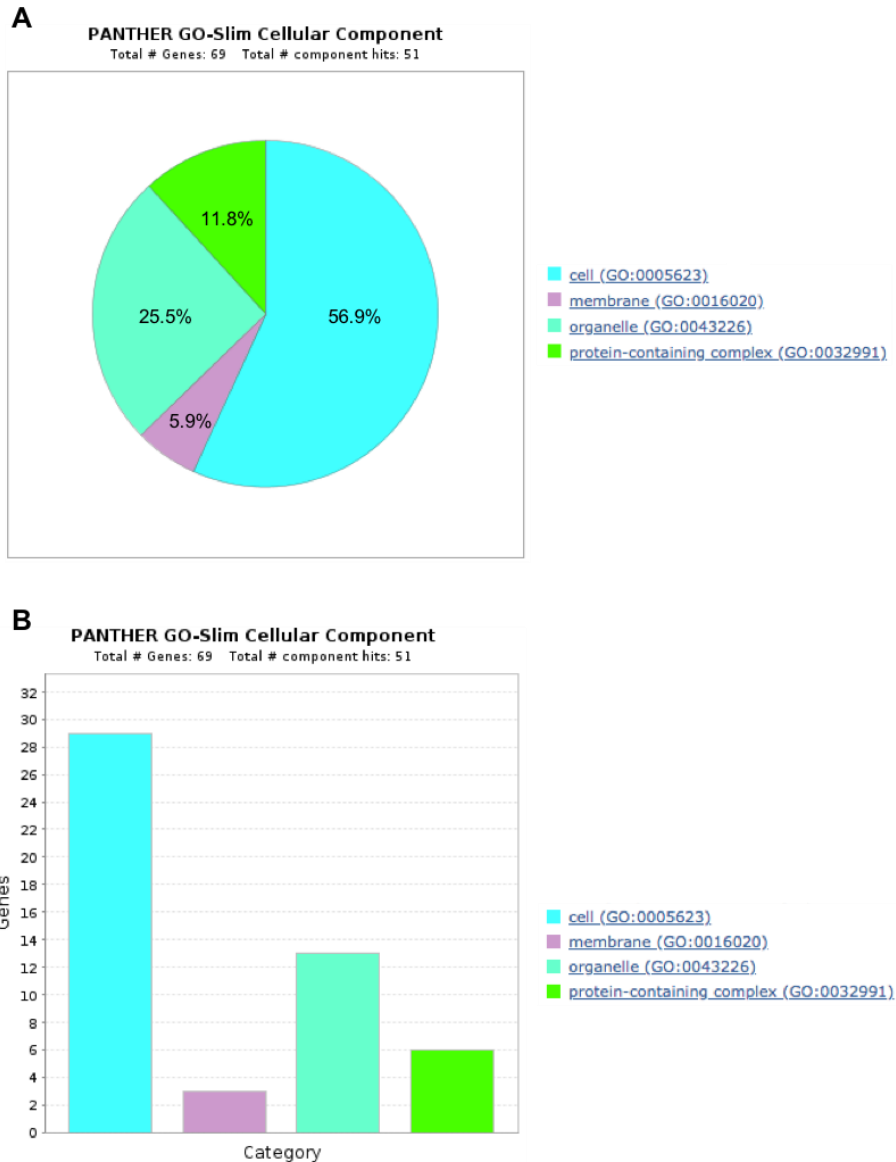 A
PANTHER GO-Slim Cellular Component
Total # Genes: 69 Total # component hits: 51
11.8%
25.5%
56.9%
5.9%
cell (GO:0005623)
membrane (GO:0016020)
organelle (GO:0043226)
protein-containing complex (GO:0032991)
B
PANTHER GO-Slim Cellular Component
Total # Genes: 69 Total # component hits: 51
32
30
28
26
24
22
20
18
16
14
12
10
8
6
4
2
0
Genes
Category
cell (GO:0005623)
membrane (GO:0016020)
organelle (GO:0043226)
protein-containing complex (GO:0032991)